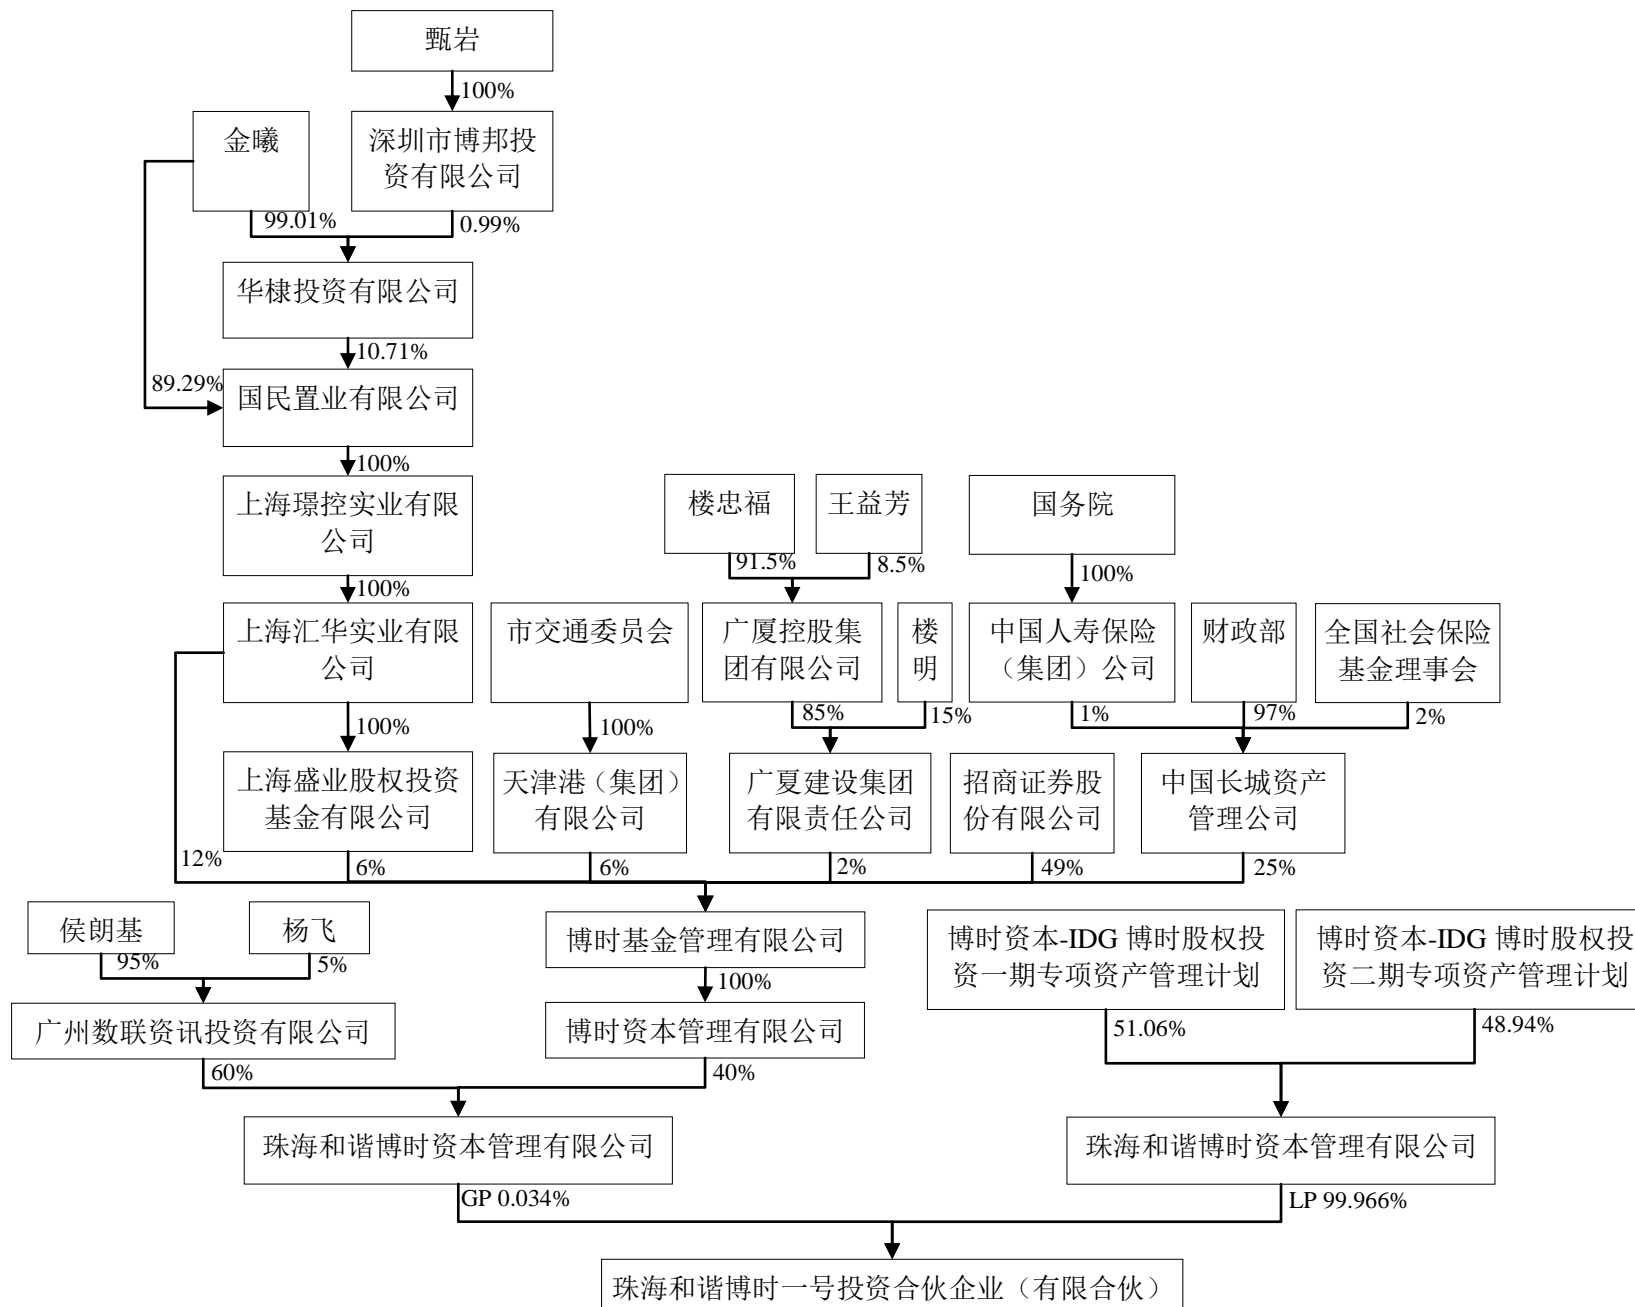 甄岩
100%
金曦
深圳市博邦投
资有限公司
99.01%
0.99%
华棣投资有限公司
10.71%
89.29%
国民置业有限公司
100%
上海璟控实业有限
公司
楼忠福
王益芳
国务院
91.5%
8.5%
100%
100%
上海汇华实业有限
公司
市交通委员会
广厦控股集
团有限公司
楼
明
中国人寿保险
（集团）公司
财政部
全国社会保险
基金理事会
100%
100%
85%
15%
1%
97%
2%
上海盛业股权投资
基金有限公司
天津港（集团）
有限公司
广夏建设集团
有限责任公司
招商证券股
份有限公司
中国长城资产
管理公司
12%
6%
6%
2%
49%
25%
侯朗基
杨飞
博时基金管理有限公司
博时资本-IDG 博时股权投
资一期专项资产管理计划
博时资本-IDG 博时股权投
资二期专项资产管理计划
95%
5%
100%
广州数联资讯投资有限公司
博时资本管理有限公司
51.06%
48.94%
60%
40%
珠海和谐博时资本管理有限公司
珠海和谐博时资本管理有限公司
GP 0.034%
LP 99.966%
珠海和谐博时一号投资合伙企业（有限合伙）